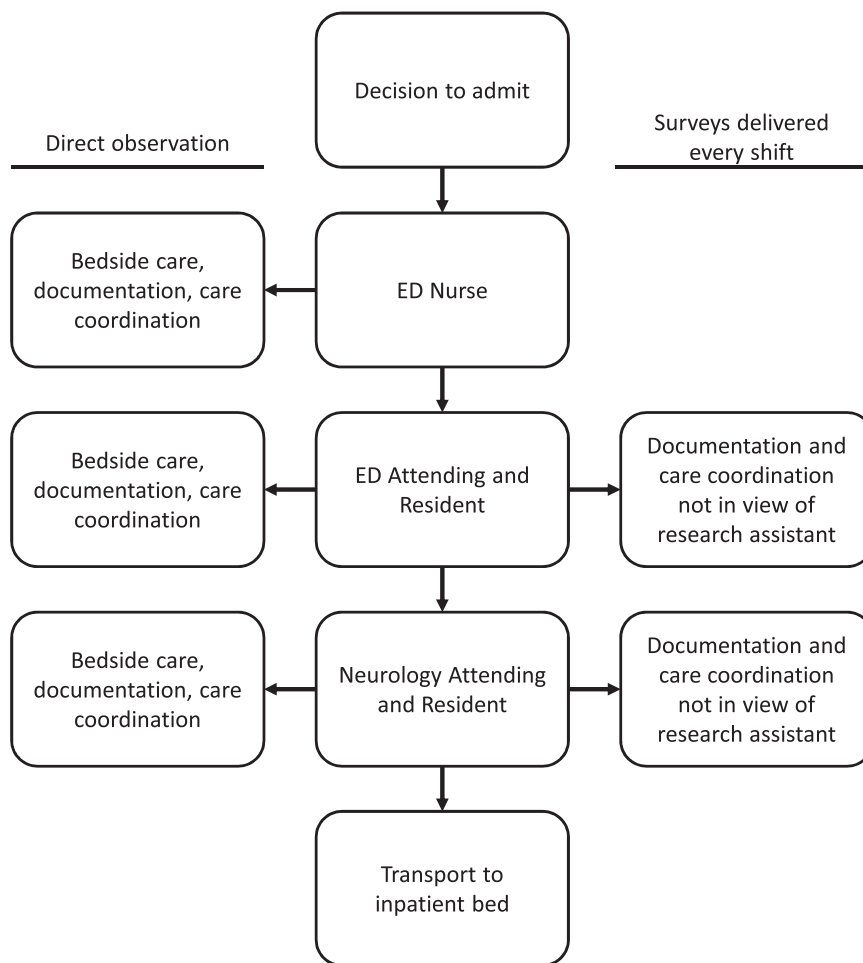 Decision to admit
Direct observation
Surveys delivered
every shift
Bedside care,
documentation, care
coordination
ED Nurse
Bedside care,
documentation, care
coordination
ED Attending and
Resident
Documentation and
care coordination
not in view of
research assistant
Bedside care,
documentation, care
coordination
Neurology Attending
and Resident
Documentation and
care coordination
not in view of
research assistant
Transport to
inpatient bed